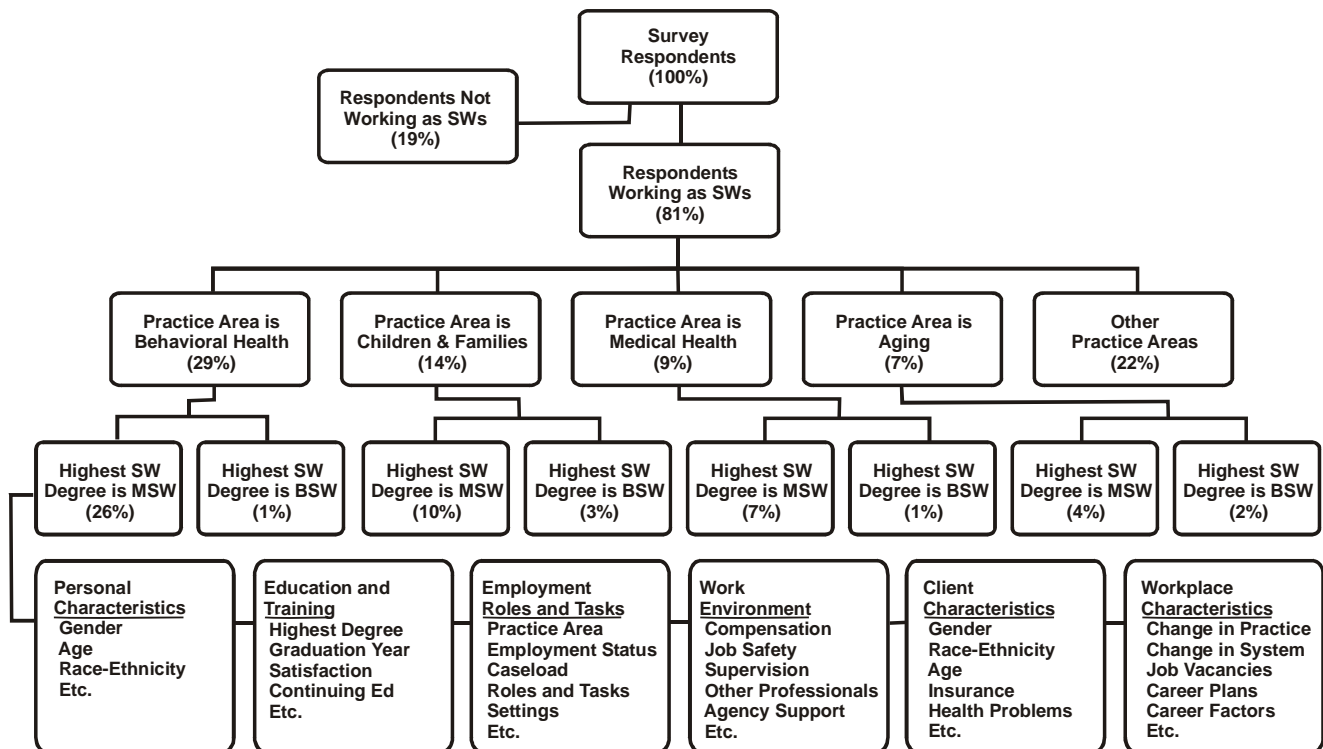 Survey
Respondents
(100%)
Respondents Not
Working as SWs
(19%)
Respondents
Working as SWs
(81%)
Practice Area is
Behavioral Health
(29%)
Practice Area is
Children & Families
(14%)
Practice Area is
Medical Health
(9%)
Practice Area is
Aging
(7%)
Other
Practice Areas
(22%)
Highest SW
Degree is MSW
(26%)
Highest SW
Degree is BSW
(1%)
Highest SW
Degree is MSW
(10%)
Highest SW
Degree is BSW
(3%)
Highest SW
Degree is MSW
(7%)
Highest SW
Degree is BSW
(1%)
Highest SW
Degree is MSW
(4%)
Highest SW
Degree is BSW
(2%)
Personal
Characteristics
Gender
Age
Race-Ethnicity
Etc.
Education and
Training
Highest Degree
Graduation Year
Satisfaction
Continuing Ed
Etc.
Employment
Roles and Tasks
Practice Area
Employment Status
Caseload
Roles and Tasks
Settings
Etc.
Work
Environment
Compensation
Job Safety
Supervision
Other Professionals
Agency Support
Etc.
Client
Characteristics
Gender
Race-Ethnicity
Age
Insurance
Health Problems
Etc.
Workplace
Characteristics
Change in Practice
Change in System
Job Vacancies
Career Plans
Career Factors
Etc.